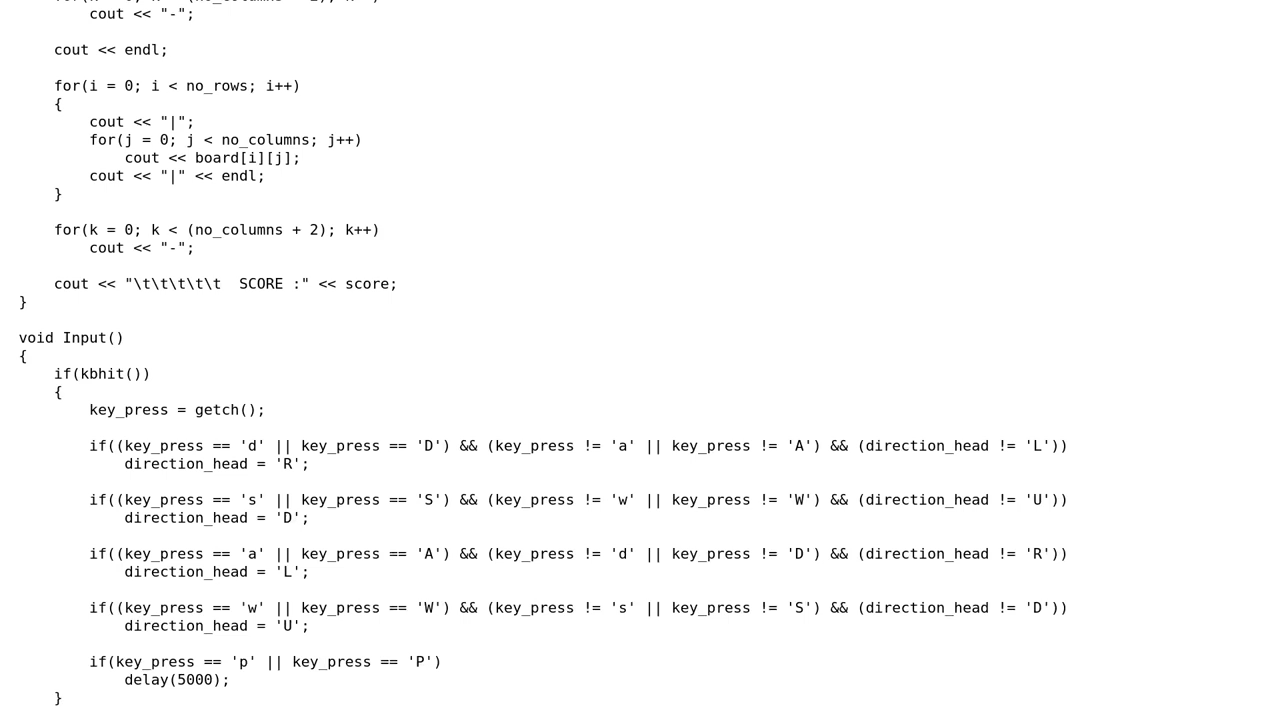 cout << "-";

    cout << endl;

    for(i = 0; i < no_rows; i++)
    {
        cout << "|";
        for(j = 0; j < no_columns; j++)
            cout << board[i][j];
        cout << "|" << endl;
    }

    for(k = 0; k < (no_columns + 2); k++)
        cout << "-";

    cout << "\t\t\t\t\t  SCORE :" << score;
}

void Input()
{
    if(kbhit())
    {
        key_press = getch();

        if((key_press == 'd' || key_press == 'D') && (key_press != 'a' || key_press != 'A') && (direction_head != 'L'))
            direction_head = 'R';

        if((key_press == 's' || key_press == 'S') && (key_press != 'w' || key_press != 'W') && (direction_head != 'U'))
            direction_head = 'D';

        if((key_press == 'a' || key_press == 'A') && (key_press != 'd' || key_press != 'D') && (direction_head != 'R'))
            direction_head = 'L';

        if((key_press == 'w' || key_press == 'W') && (key_press != 's' || key_press != 'S') && (direction_head != 'D'))
            direction_head = 'U';

        if(key_press == 'p' || key_press == 'P')
            delay(5000);
    }